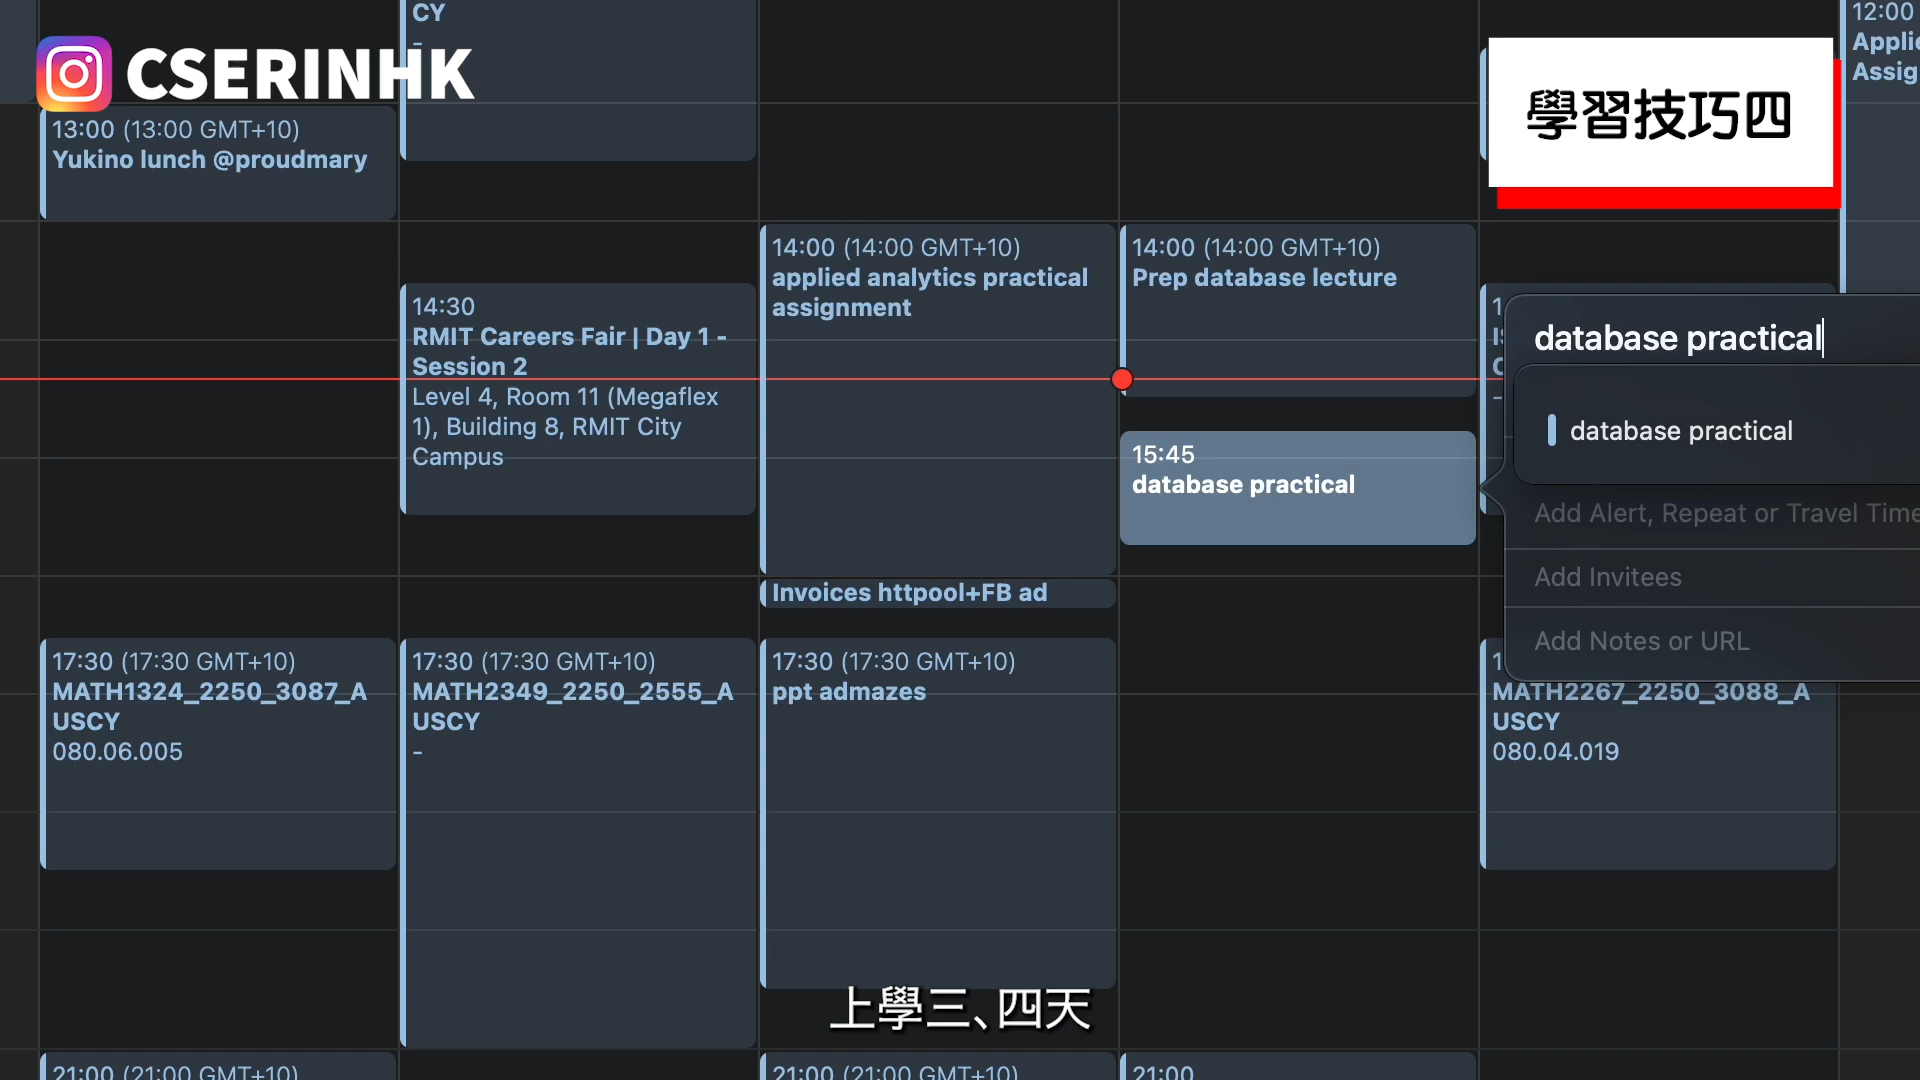 CSERINHK
學習技巧四
CY
-
13:00 (13:00 GMT+10)
Yukino lunch @proudmary
14:30
RMIT Careers Fair | Day 1 -
Session 2
Level 4, Room 11 (Megaflex
1), Building 8, RMIT City
Campus
14:00 (14:00 GMT+10)
applied analytics practical
assignment
14:00 (14:00 GMT+10)
Prep database lecture
12:00
Applie
Assig
database practical
database practical
Add Alert, Repeat or Travel Time
Add Invitees
Add Notes or URL
15:45
database practical
Invoices httpool+FB ad
17:30 (17:30 GMT+10)
MATH1324_2250_3087_A
USCY
080.06.005
17:30 (17:30 GMT+10)
MATH2349_2250_2555_A
USCY
-
17:30 (17:30 GMT+10)
ppt admazes
MATH2267_2250_3088_A
USCY
080.04.019
上學三、四天
21:00 (21:00 GMT+10)
21:00 (21:00 GMT+10)
21:00